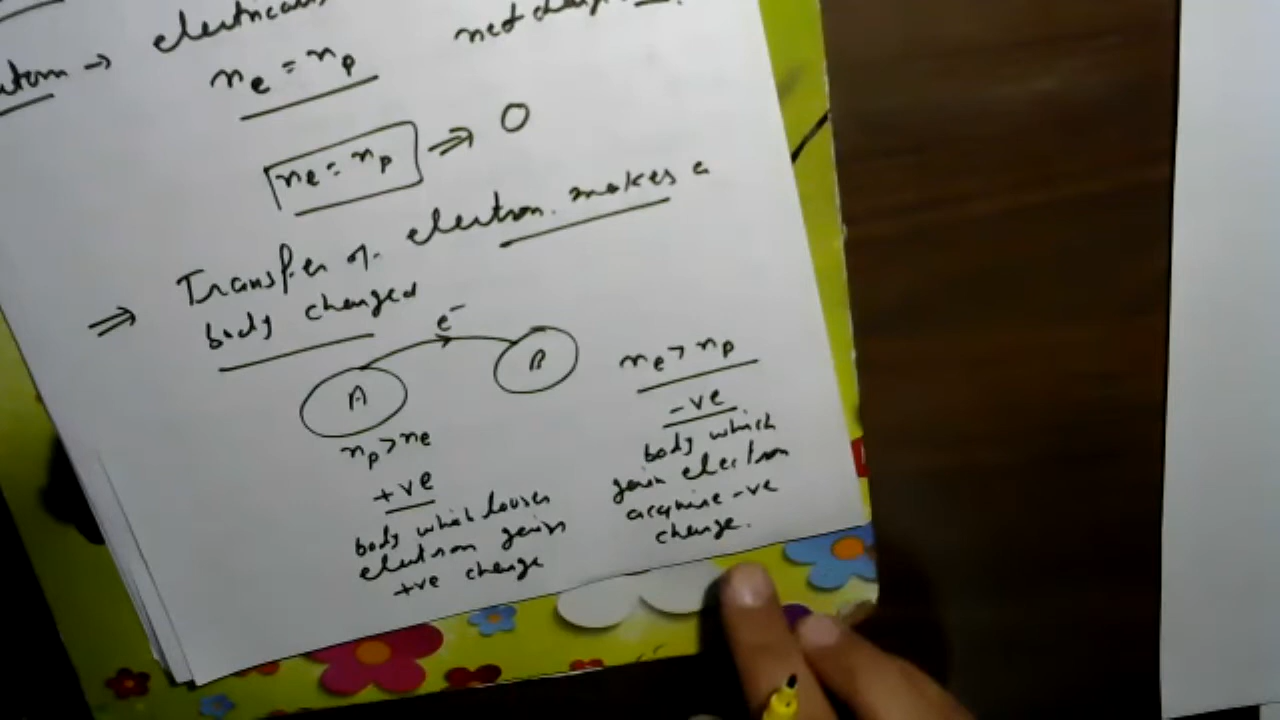 → electrically
ne = np
net charge
ne = np ⇒ 0
⇒ Transfer of electron makes a
body charged
e-
A
B
np > ne
+ve
body which looses
electron gains
+ve charge
ne > np
-ve
body which
gain electron
acquire -ve
charge.